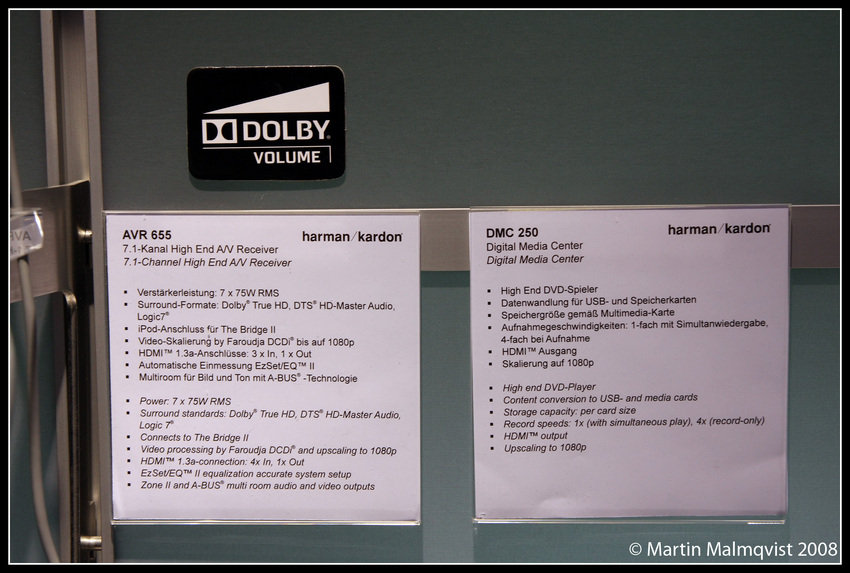 DOLBY®
VOLUME
AVR 655
harman/kardon®
7.1-Kanal High End A/V Receiver
7.1-Channel High End A/V Receiver
▪ Verstärkerleistung: 7 x 75W RMS
▪ Surround-Formate: Dolby® True HD, DTS® HD-Master Audio,
Logic7®
▪ iPod-Anschluss für The Bridge II
▪ Video-Skalierung by Faroudja DCDi® bis auf 1080p
▪ HDMI™ 1.3a-Anschlüsse: 3 x In, 1 x Out
▪ Automatische Einmessung EzSet/EQ™ II
▪ Multiroom für Bild und Ton mit A-BUS® -Technologie
▪ Power: 7 x 75W RMS
▪ Surround standards: Dolby® True HD, DTS® HD-Master Audio,
Logic 7®
▪ Connects to The Bridge II
▪ Video processing by Faroudja DCDi® and upscaling to 1080p
▪ HDMI™ 1.3a-connection: 4x In, 1x Out
▪ EzSet/EQ™ II equalization accurate system setup
▪ Zone II and A-BUS® multi room audio and video outputs
DMC 250
harman/kardon®
Digital Media Center
Digital Media Center
▪ High End DVD-Spieler
▪ Datenwandlung für USB- und Speicherkarten
▪ Speichergröße gemäß Multimedia-Karte
▪ Aufnahmegeschwindigkeiten: 1-fach mit Simultanwiedergabe,
4-fach bei Aufnahme
▪ HDMI™ Ausgang
▪ Skalierung auf 1080p
▪ High end DVD-Player
▪ Content conversion to USB- and media cards
▪ Storage capacity: per card size
▪ Record speeds: 1x (with simultaneous play), 4x (record-only)
▪ HDMI™ output
▪ Upscaling to 1080p
© Martin Malmqvist 2008